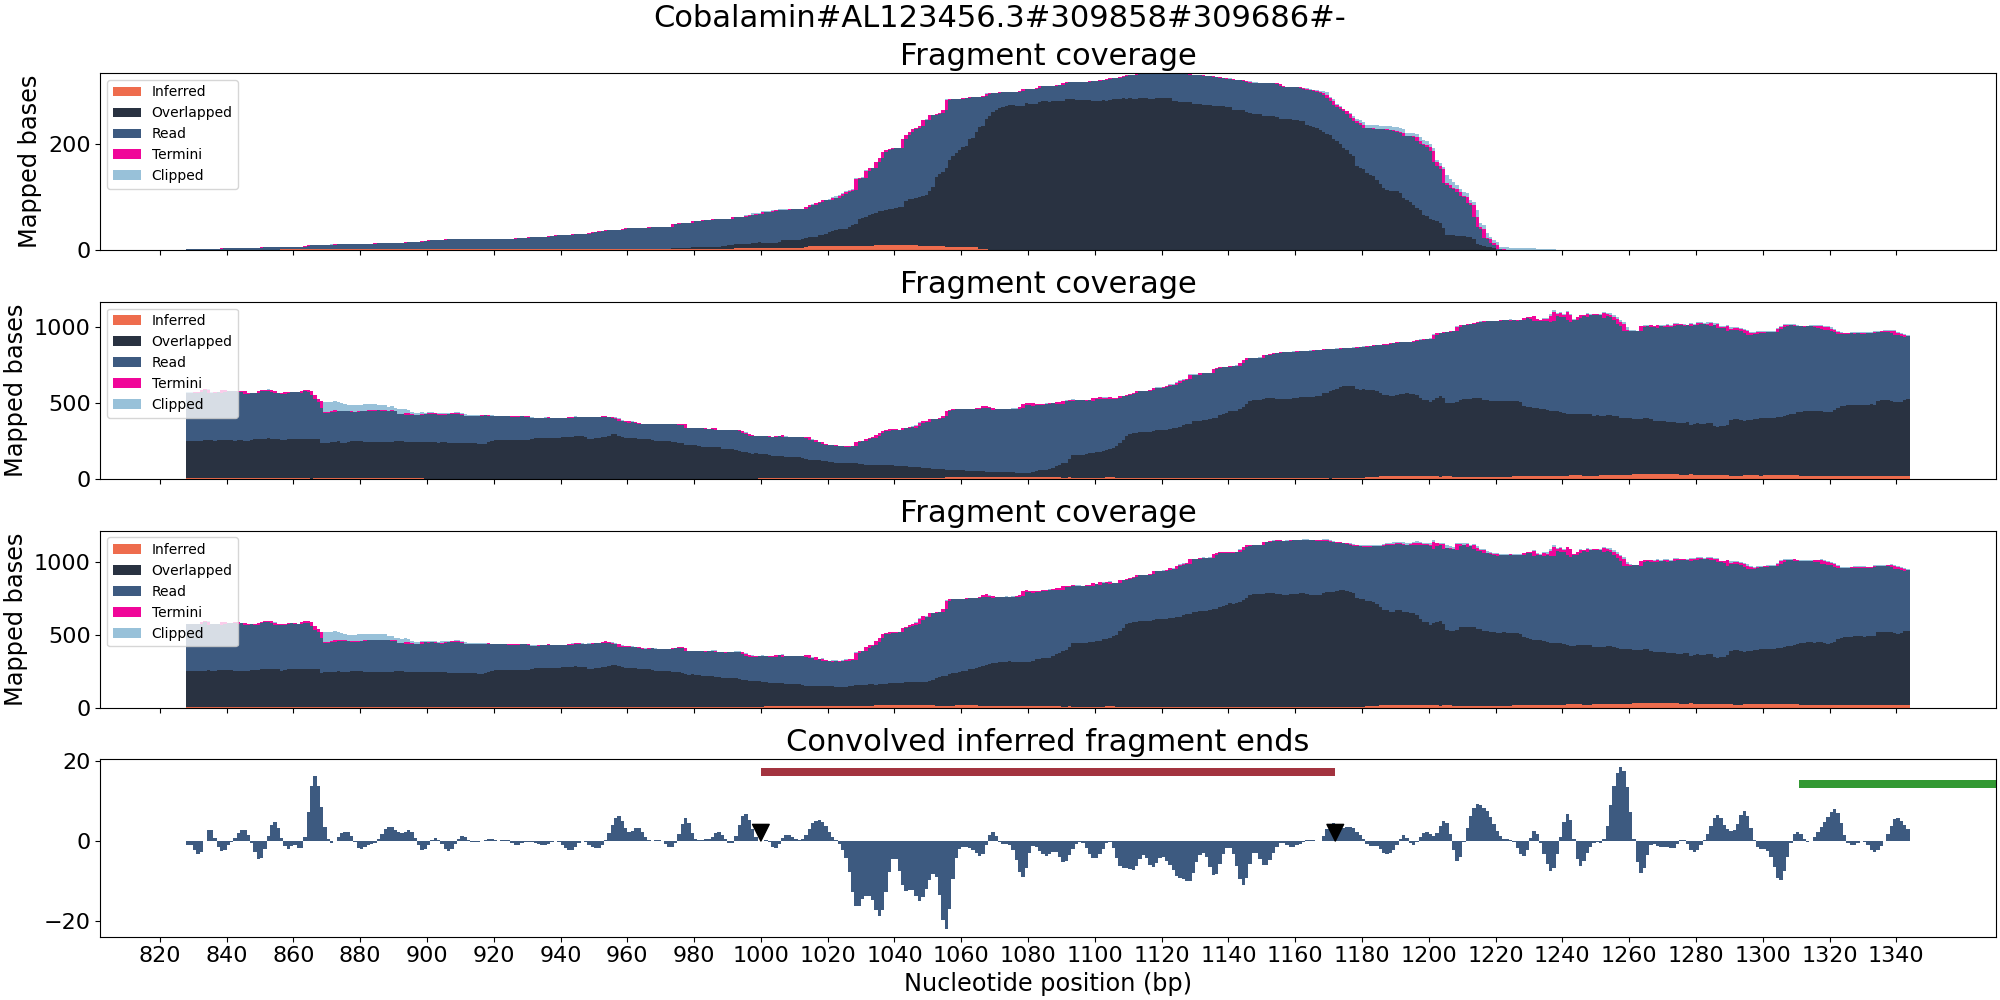 Cobalamin#AL123456.3#309858#309686#-
Fragment coverage
Mapped bases
200
0
Inferred
Overlapped
Read
Termini
Clipped
Fragment coverage
Mapped bases
1000
500
0
Inferred
Overlapped
Read
Termini
Clipped
Fragment coverage
Mapped bases
1000
500
0
Inferred
Overlapped
Read
Termini
Clipped
Convolved inferred fragment ends
20
0
−20
820 840 860 880 900 920 940 960 980 1000 1020 1040 1060 1080 1100 1120 1140 1160 1180 1200 1220 1240 1260 1280 1300 1320 1340
Nucleotide position (bp)